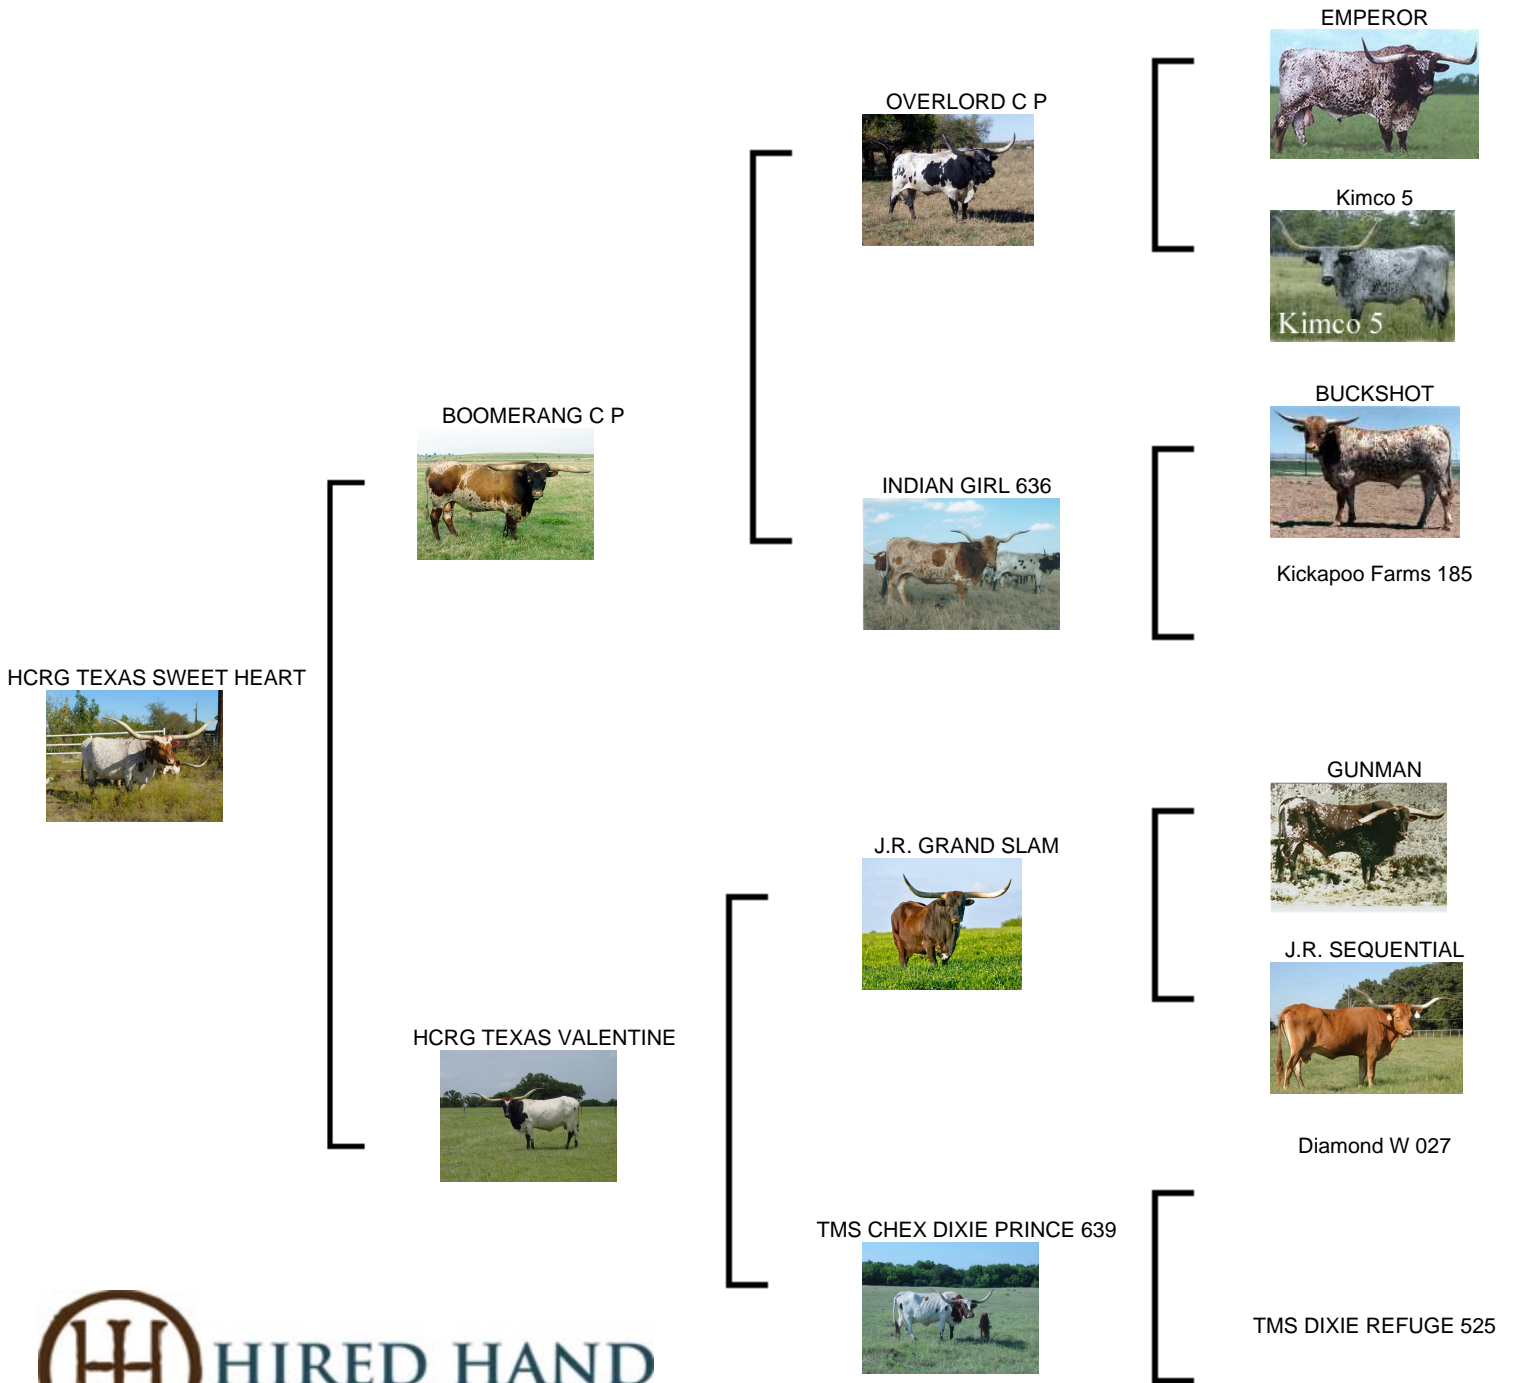 EMPEROR
OVERLORD C P
Kimco 5
Kimco 5
BUCKSHOT
BOOMERANG C P
INDIAN GIRL 636
Kickapoo Farms 185
HCRG TEXAS SWEET HEART
GUNMAN
J.R. GRAND SLAM
J.R. SEQUENTIAL
HCRG TEXAS VALENTINE
Diamond W 027
TMS CHEX DIXIE PRINCE 639
TMS DIXIE REFUGE 525
HIRED HAND